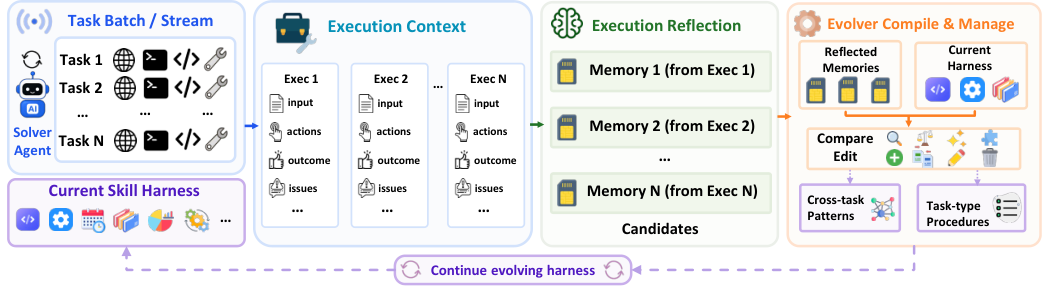 Task Batch / Stream
Task 1
Task 2
...
...
...
Task N
AI
Solver
Agent
Current Skill Harness
...
Execution Context
Exec 1
input
actions
outcome
issues
...
Exec 2
input
actions
outcome
issues
...
...
Exec N
input
actions
outcome
issues
...
Execution Reflection
Memory 1 (from Exec 1)
Memory 2 (from Exec 2)
...
Memory N (from Exec N)
Candidates
Evolver Compile & Manage
Reflected
Memories
Current
Harness
Compare
Edit
Cross-task
Patterns
Task-type
Procedures
Continue evolving harness